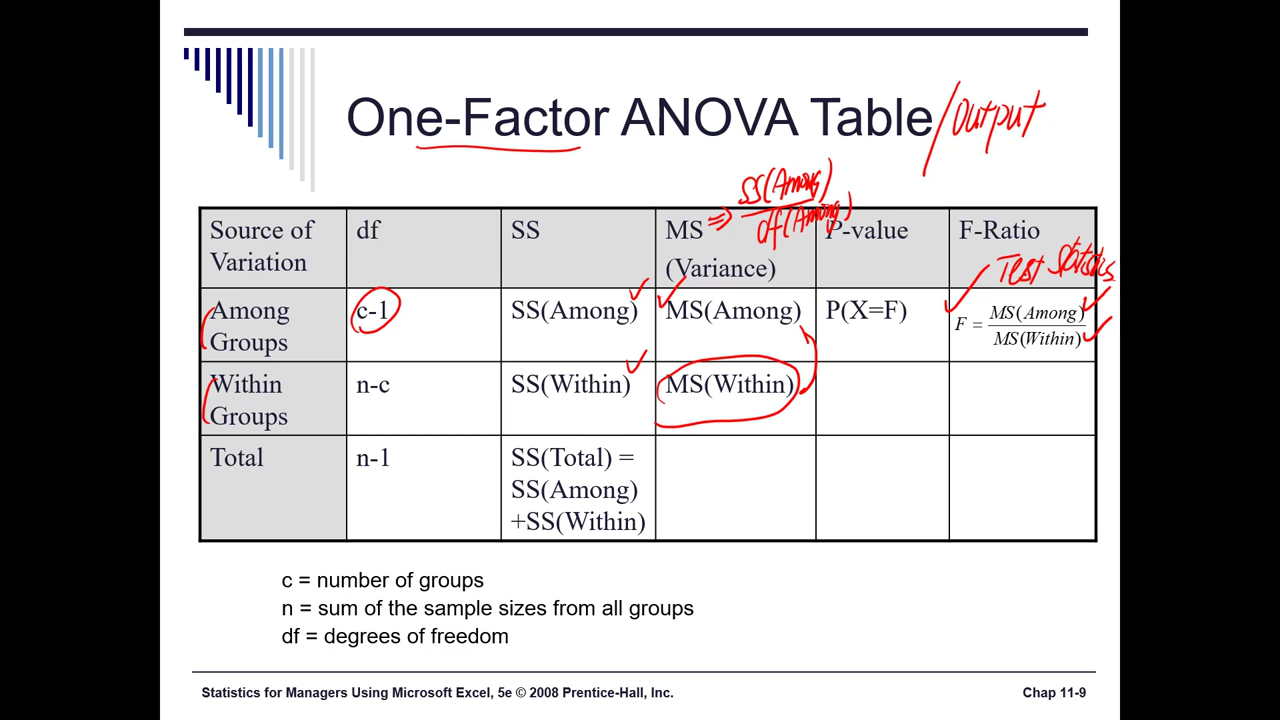 One-Factor ANOVA Table /output
SS(Among)
df(Among)
Source of Variation df SS MS => (Variance) P-value F-Ratio
Test Statistics
Among Groups c-1 SS(Among) MS(Among) P(X=F) F = MS(Among) / MS(Within)
Within Groups n-c SS(Within) MS(Within)
Total n-1 SS(Total) = SS(Among) +SS(Within)
c = number of groups
n = sum of the sample sizes from all groups
df = degrees of freedom
Statistics for Managers Using Microsoft Excel, 5e © 2008 Prentice-Hall, Inc. Chap 11-9